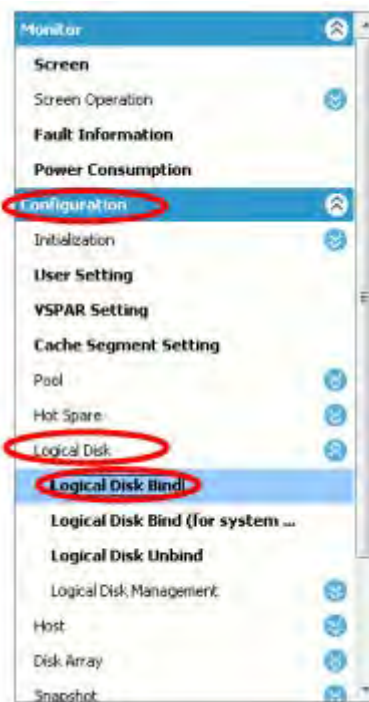 Monitor
Screen
Screen Operation
Fault Information
Power Consumption
Configuration
Initialization
User Setting
VSPAR Setting
Cache Segment Setting
Pool
Hot Spare
Logical Disk
Logical Disk Bind
Logical Disk Bind (for system ...
Logical Disk Unbind
Logical Disk Management
Host
Disk Array
Snapshot